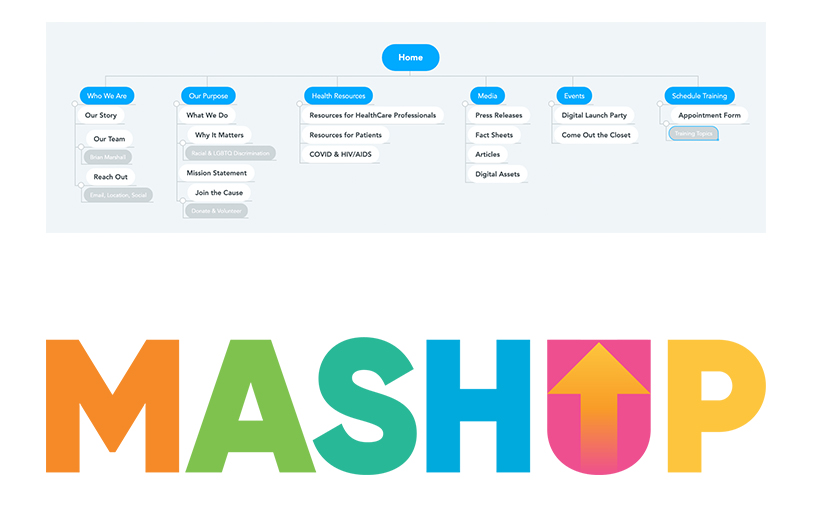 Home
Who We Are
Our Story
Our Team
Brian Marshall
Reach Out
Email, Location, Social
Our Purpose
What We Do
Why It Matters
Racial & LGBTQ Discrimination
Mission Statement
Join the Cause
Donate & Volunteer
Health Resources
Resources for HealthCare Professionals
Resources for Patients
COVID & HIV/AIDS
Media
Press Releases
Fact Sheets
Articles
Digital Assets
Events
Digital Launch Party
Come Out the Closet
Schedule Training
Appointment Form
Training Topics
MASHUP